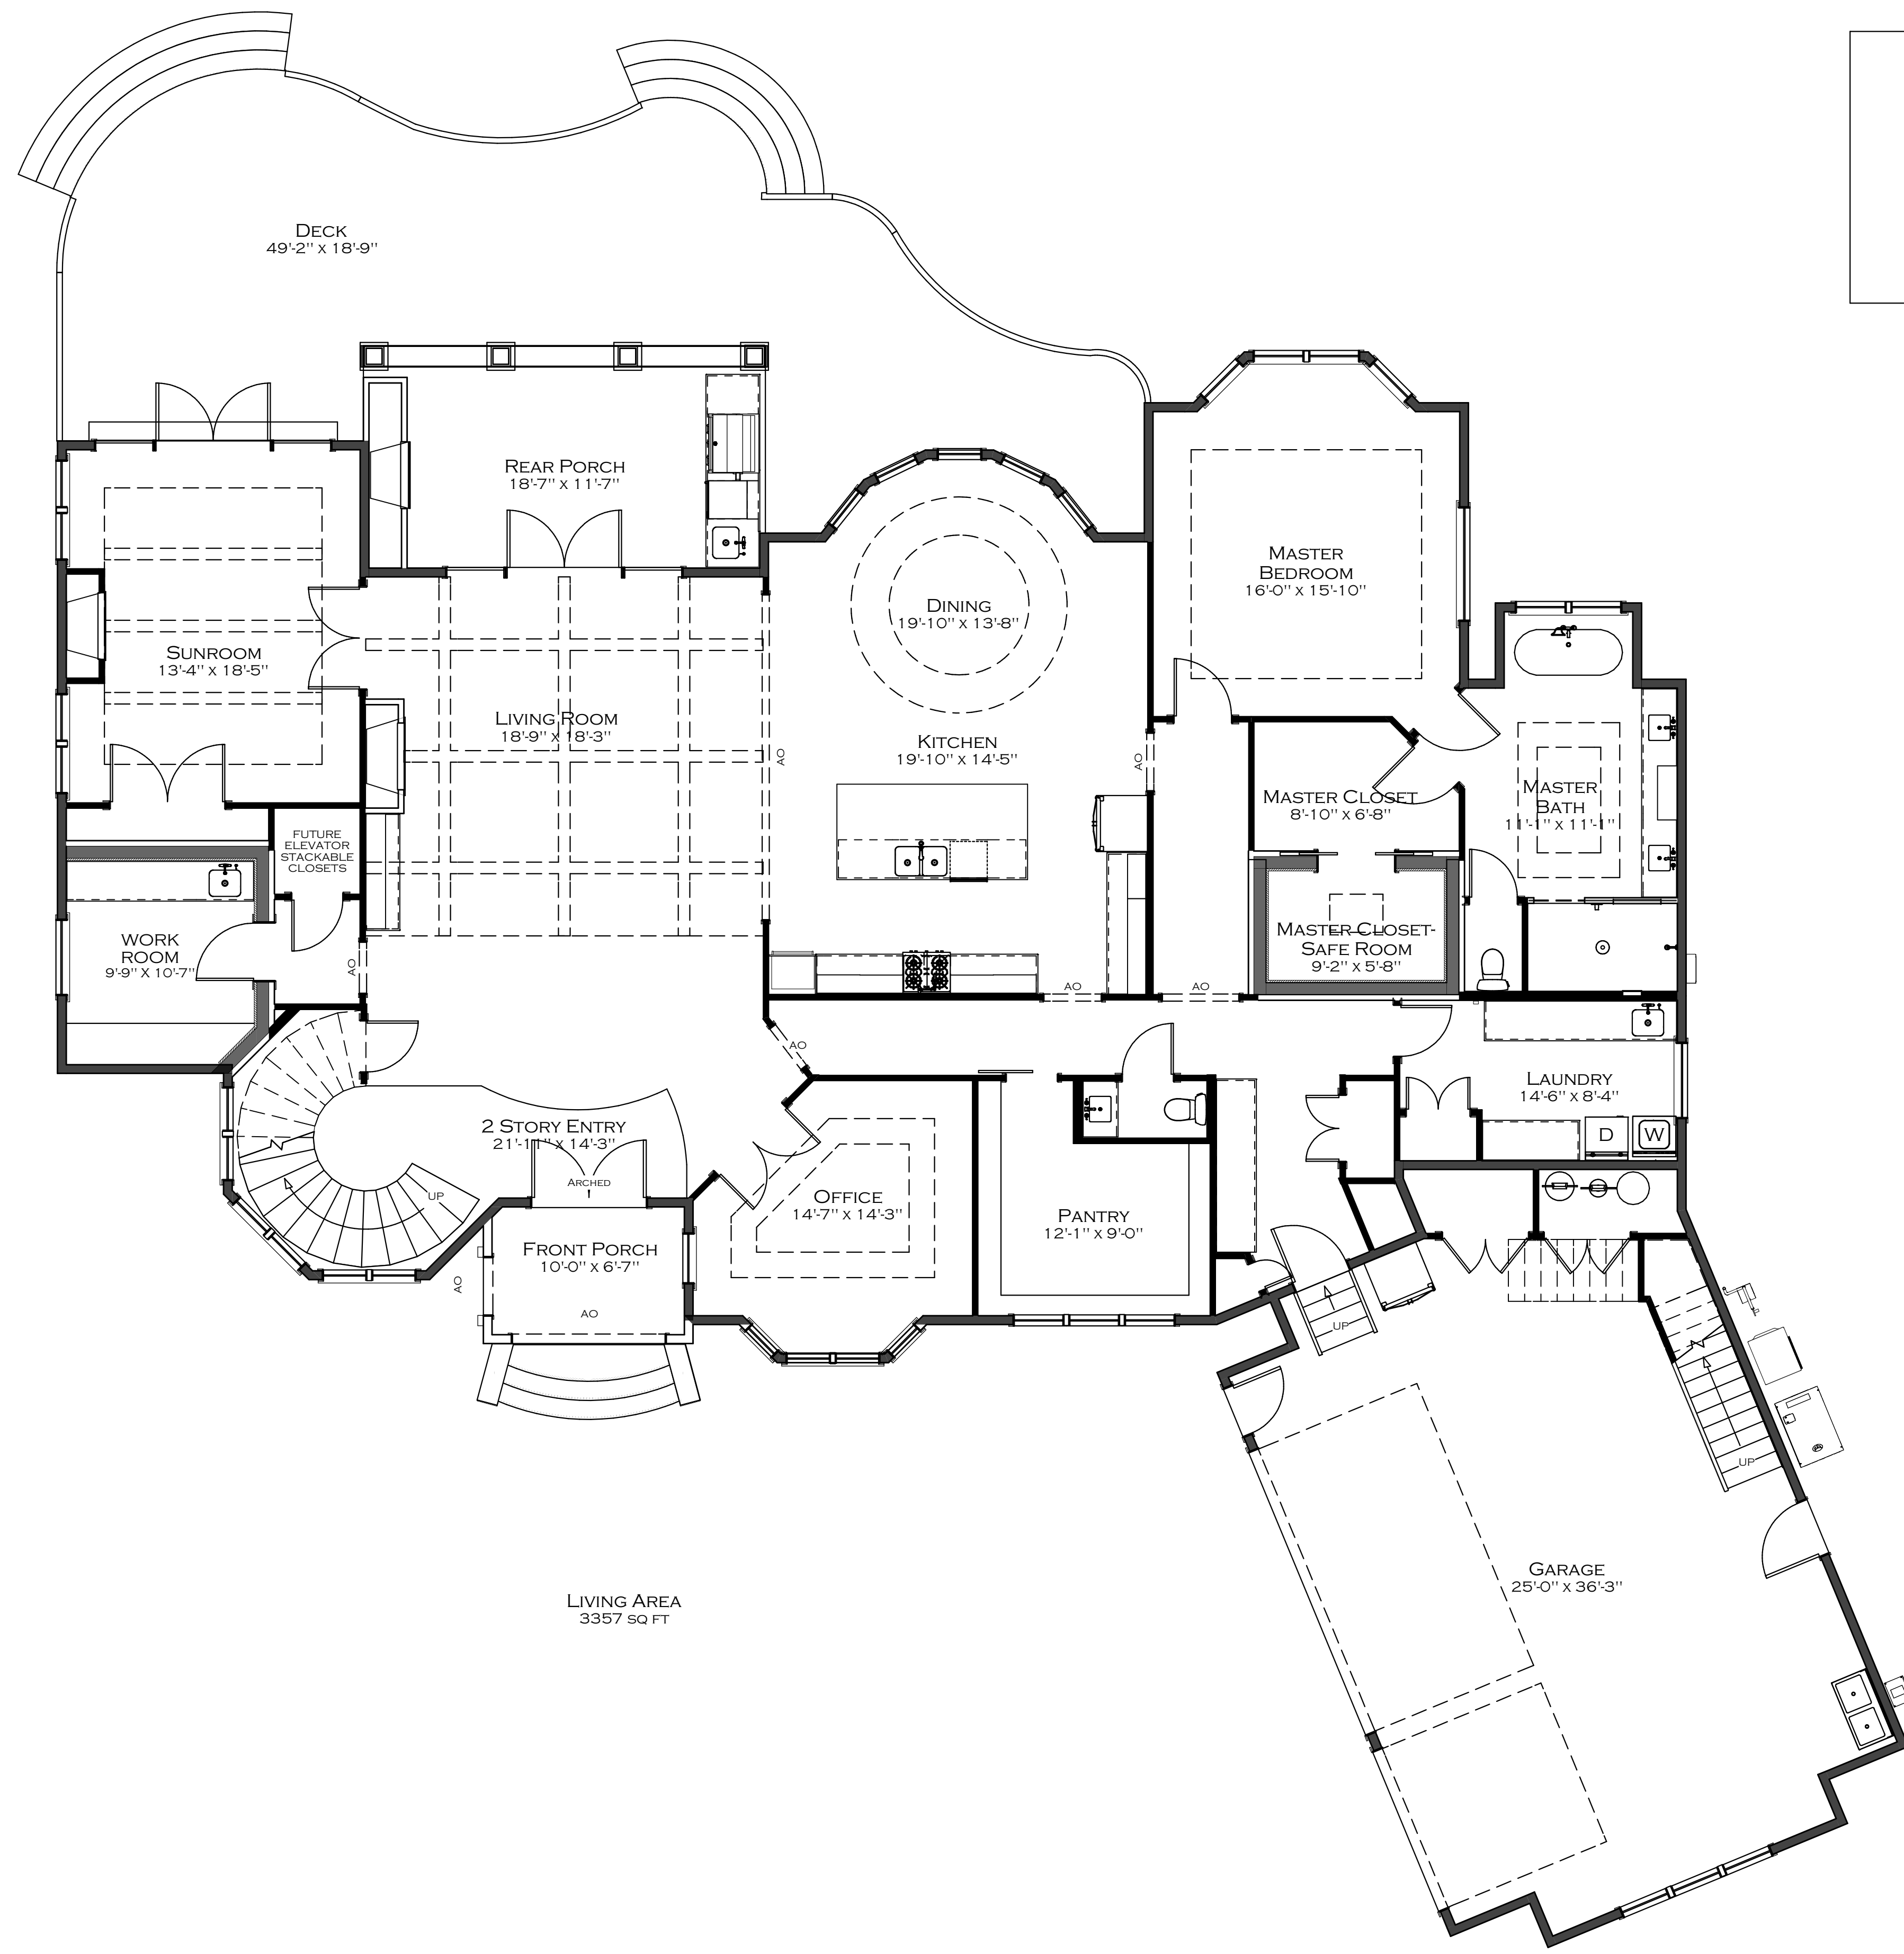 DECK
49'-2" X 18'-9"
REAR PORCH
18'-7" X 11'-7"
MASTER
BEDROOM
16'-0" X 15'-10"
DINING
19'-10" X 13'-8"
SUNROOM
13'-4" X 18'-5"
LIVING ROOM
18'-9" X 18'-3"
KITCHEN
19'-10" X 14'-5"
AO
AO
MASTER CLOSET
8'-10" X 6'-8"
MASTER
BATH
11'-1" X 11'-1"
FUTURE
ELEVATOR
STACKABLE
CLOSETS
WORK
ROOM
9'-9" X 10'-7"
AO
MASTER CLOSET-
SAFE ROOM
9'-2" X 5'-8"
AO
AO
AO
LAUNDRY
14'-6" X 8'-4"
D
W
2 STORY ENTRY
21'-11" X 14'-3"
ARCHED
UP
OFFICE
14'-7" X 14'-3"
PANTRY
12'-1" X 9'-0"
FRONT PORCH
10'-0" X 6'-7"
AO
AO
UP
UP
GARAGE
25'-0" X 36'-3"
LIVING AREA
3357 SQ FT